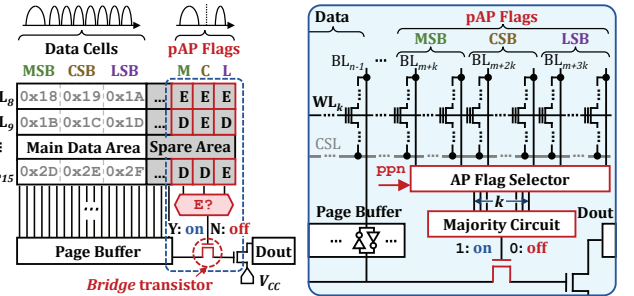 Data Cells
pAP Flags
MSB CSB LSB
M C L
L8 0x18 0x19 0x1A ... E E E
L9 0x1B 0x1C 0x1D D E D
Main Data Area Spare Area
15 0x2D 0x2E 0x2F ... D D E
...
E?
Y: on N: off
Page Buffer
Dout
Bridge transistor
VCC
Data
pAP Flags
MSB CSB LSB
BLn-1 ... BLm+k BLm+2k BLm+3k
WLk
CSL
ppn
AP Flag Selector
k
Page Buffer
Majority Circuit
Dout
... ...
1: on 0: off